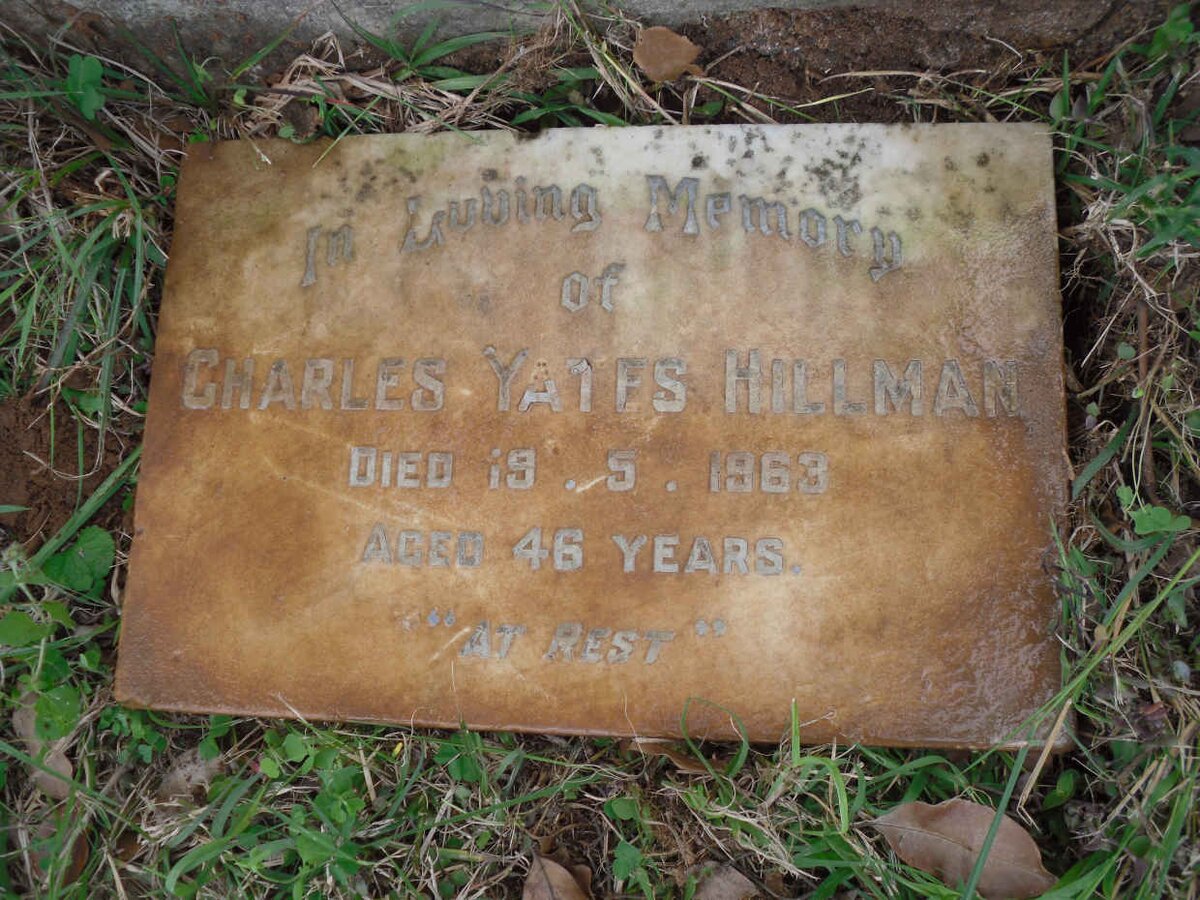 In Loving Memory
of
CHARLES YATES HILLMAN
DIED 19.5.1963
AGED 46 YEARS.
"AT REST"